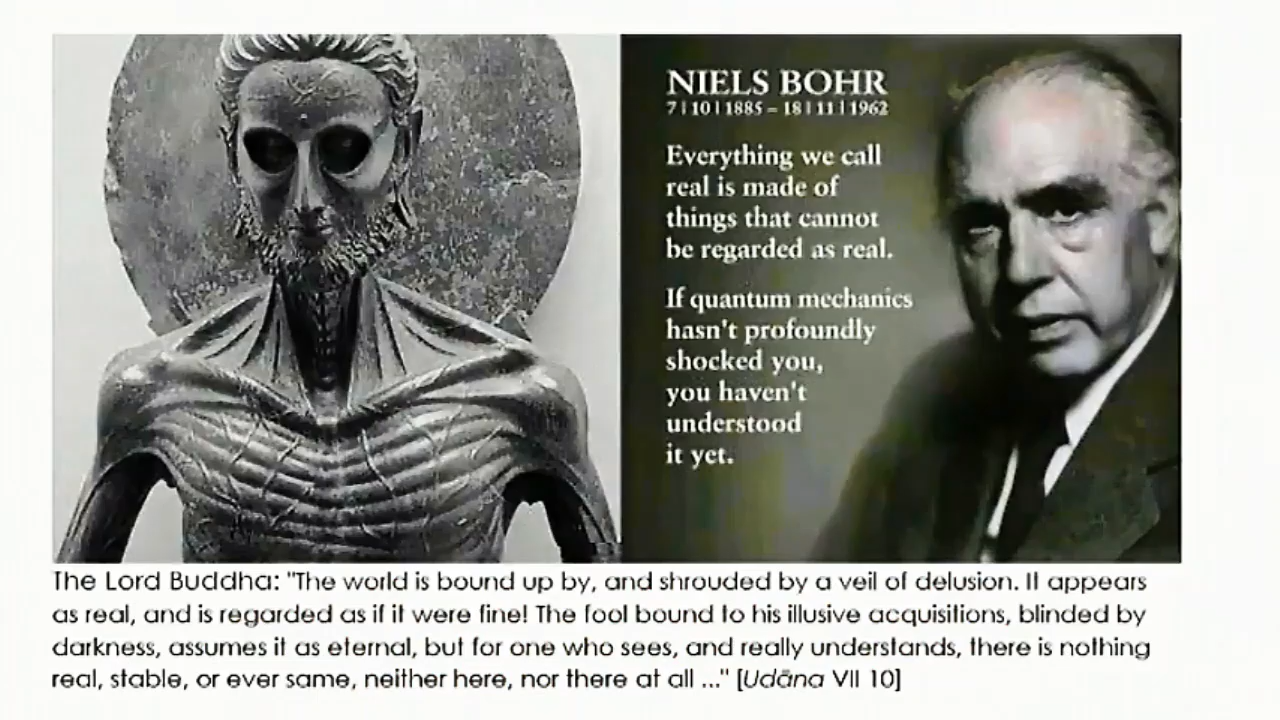 NIELS BOHR
7 | 10 | 1885 – 18 | 11 | 1962
Everything we call
real is made of
things that cannot
be regarded as real.
If quantum mechanics
hasn't profoundly
shocked you,
you haven't
understood
it yet.
The Lord Buddha: "The world is bound up by, and shrouded by a veil of delusion. It appears
as real, and is regarded as if it were fine! The fool bound to his illusive acquisitions, blinded by
darkness, assumes it as eternal, but for one who sees, and really understands, there is nothing
real, stable, or ever same, neither here, nor there at all ..." [Udāna VII 10]